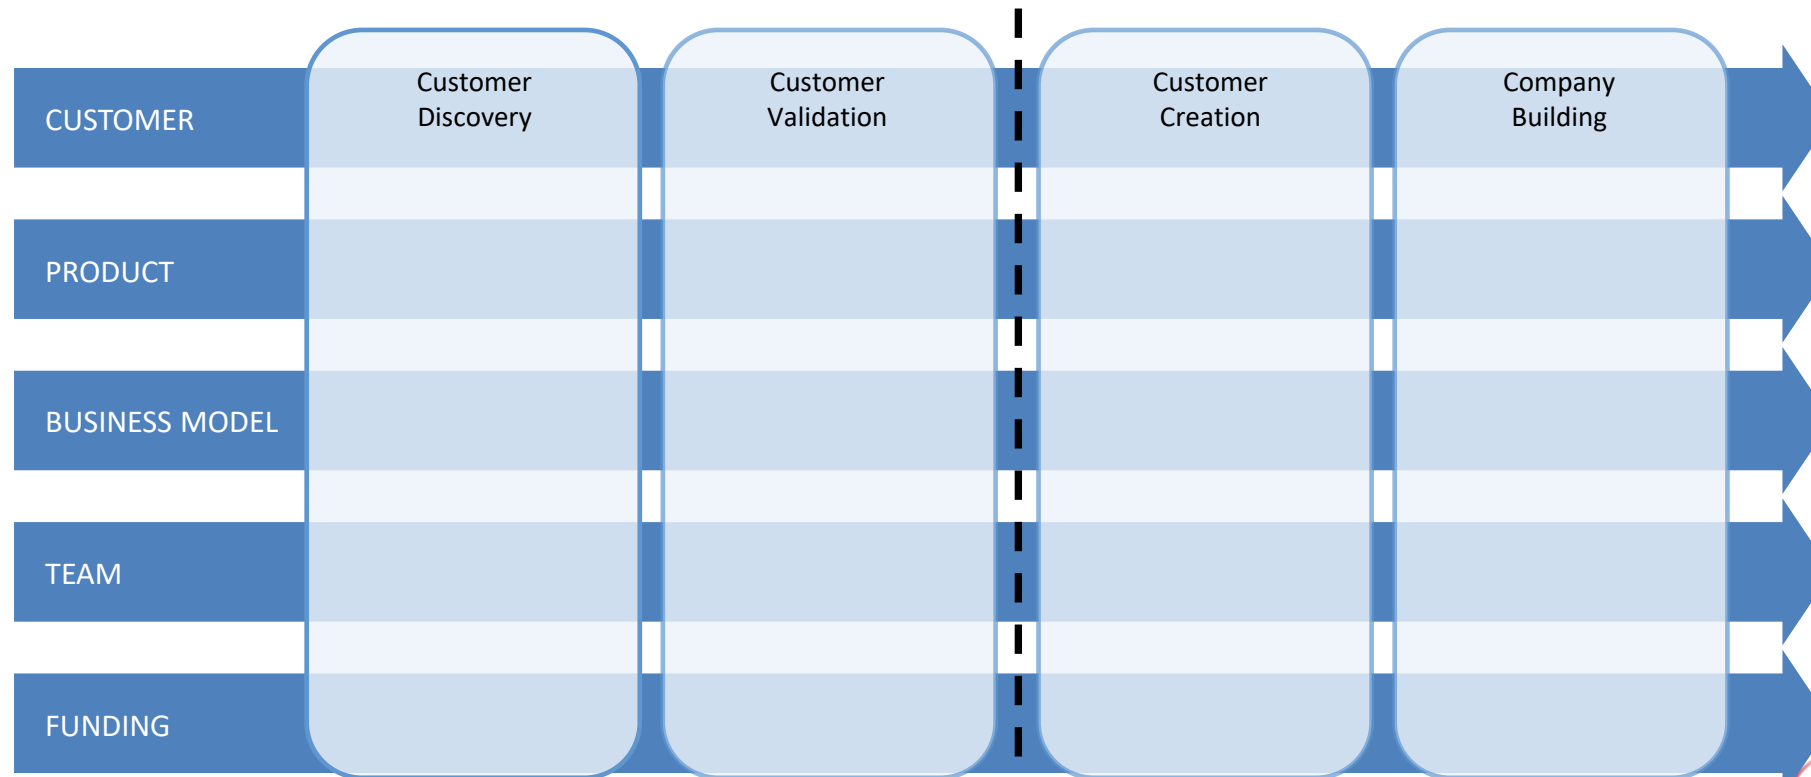 Customer
Discovery
Customer
Validation
Customer
Creation
Company
Building
CUSTOMER
PRODUCT
BUSINESS MODEL
TEAM
FUNDING